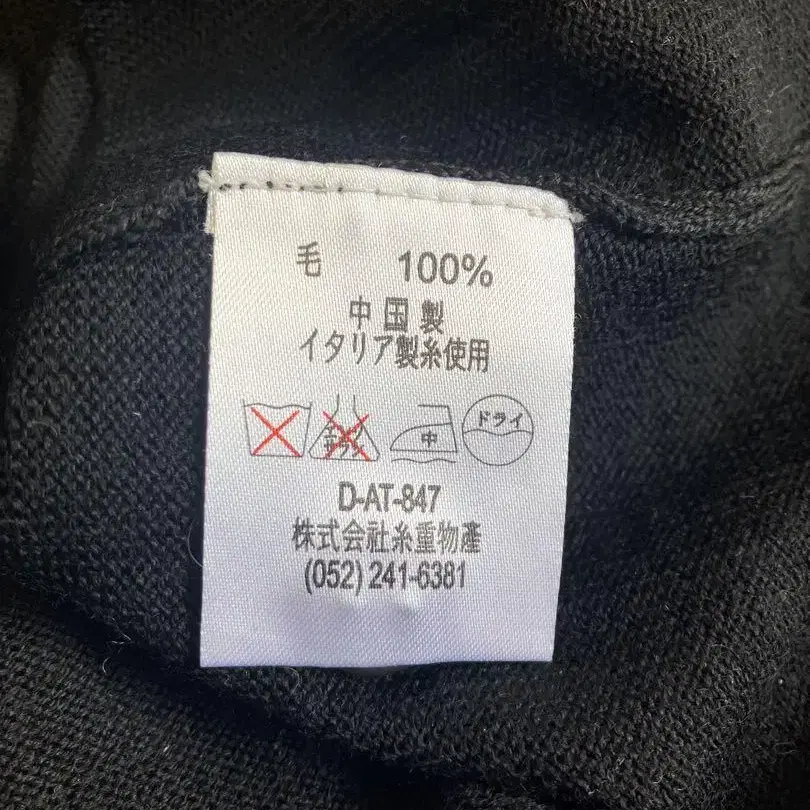 毛 100%
中国製
イタリア製糸使用
中 ドライ
D-AT-847
株式会社糸重物産
(052) 241-6381